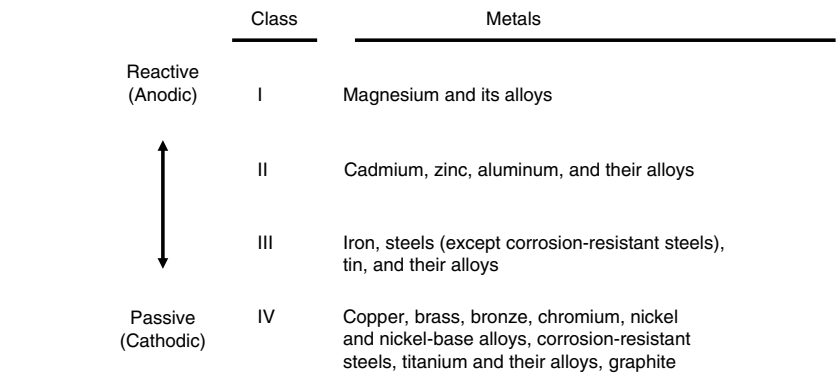 Class Metals
Reactive
(Anodic) I Magnesium and its alloys
II Cadmium, zinc, aluminum, and their alloys
III Iron, steels (except corrosion-resistant steels),
tin, and their alloys
Passive IV Copper, brass, bronze, chromium, nickel
(Cathodic) and nickel-base alloys, corrosion-resistant
steels, titanium and their alloys, graphite